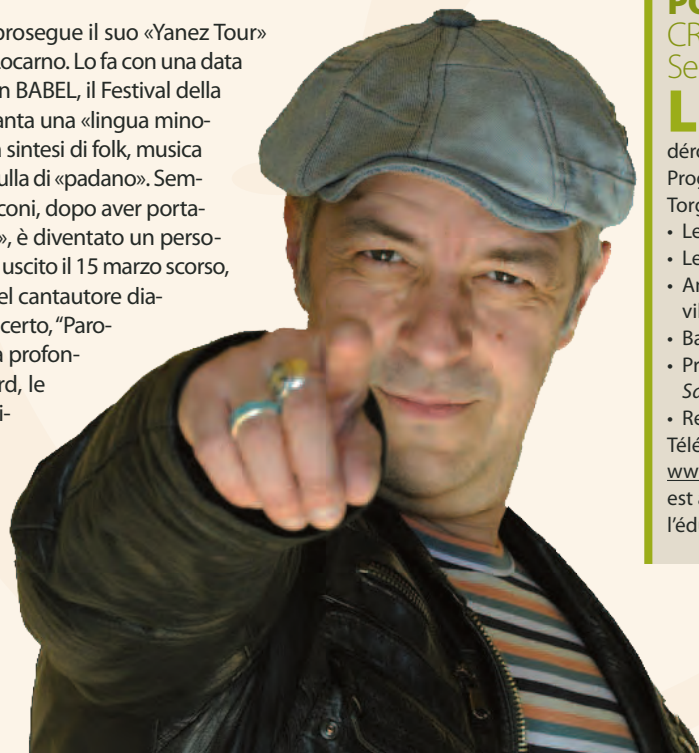 prosegue il suo «Yanez Tour»
ocarno. Lo fa con una data
n BABEL, il Festival della
anta una «lingua mino-
sintesi di folk, musica
ulla di «padano». Sem-
coni, dopo aver porta-
», è diventato un perso-
uscito il 15 marzo scorso,
el cantautore dia-
certo, "Paro-
profon-
rd, le
i-
CR
Se
L
déro
Prog
Torg
• Le
• Le
• Ar
vil
• Ba
• Pr
Sa
• Re
Télé
ww
est
l'éd